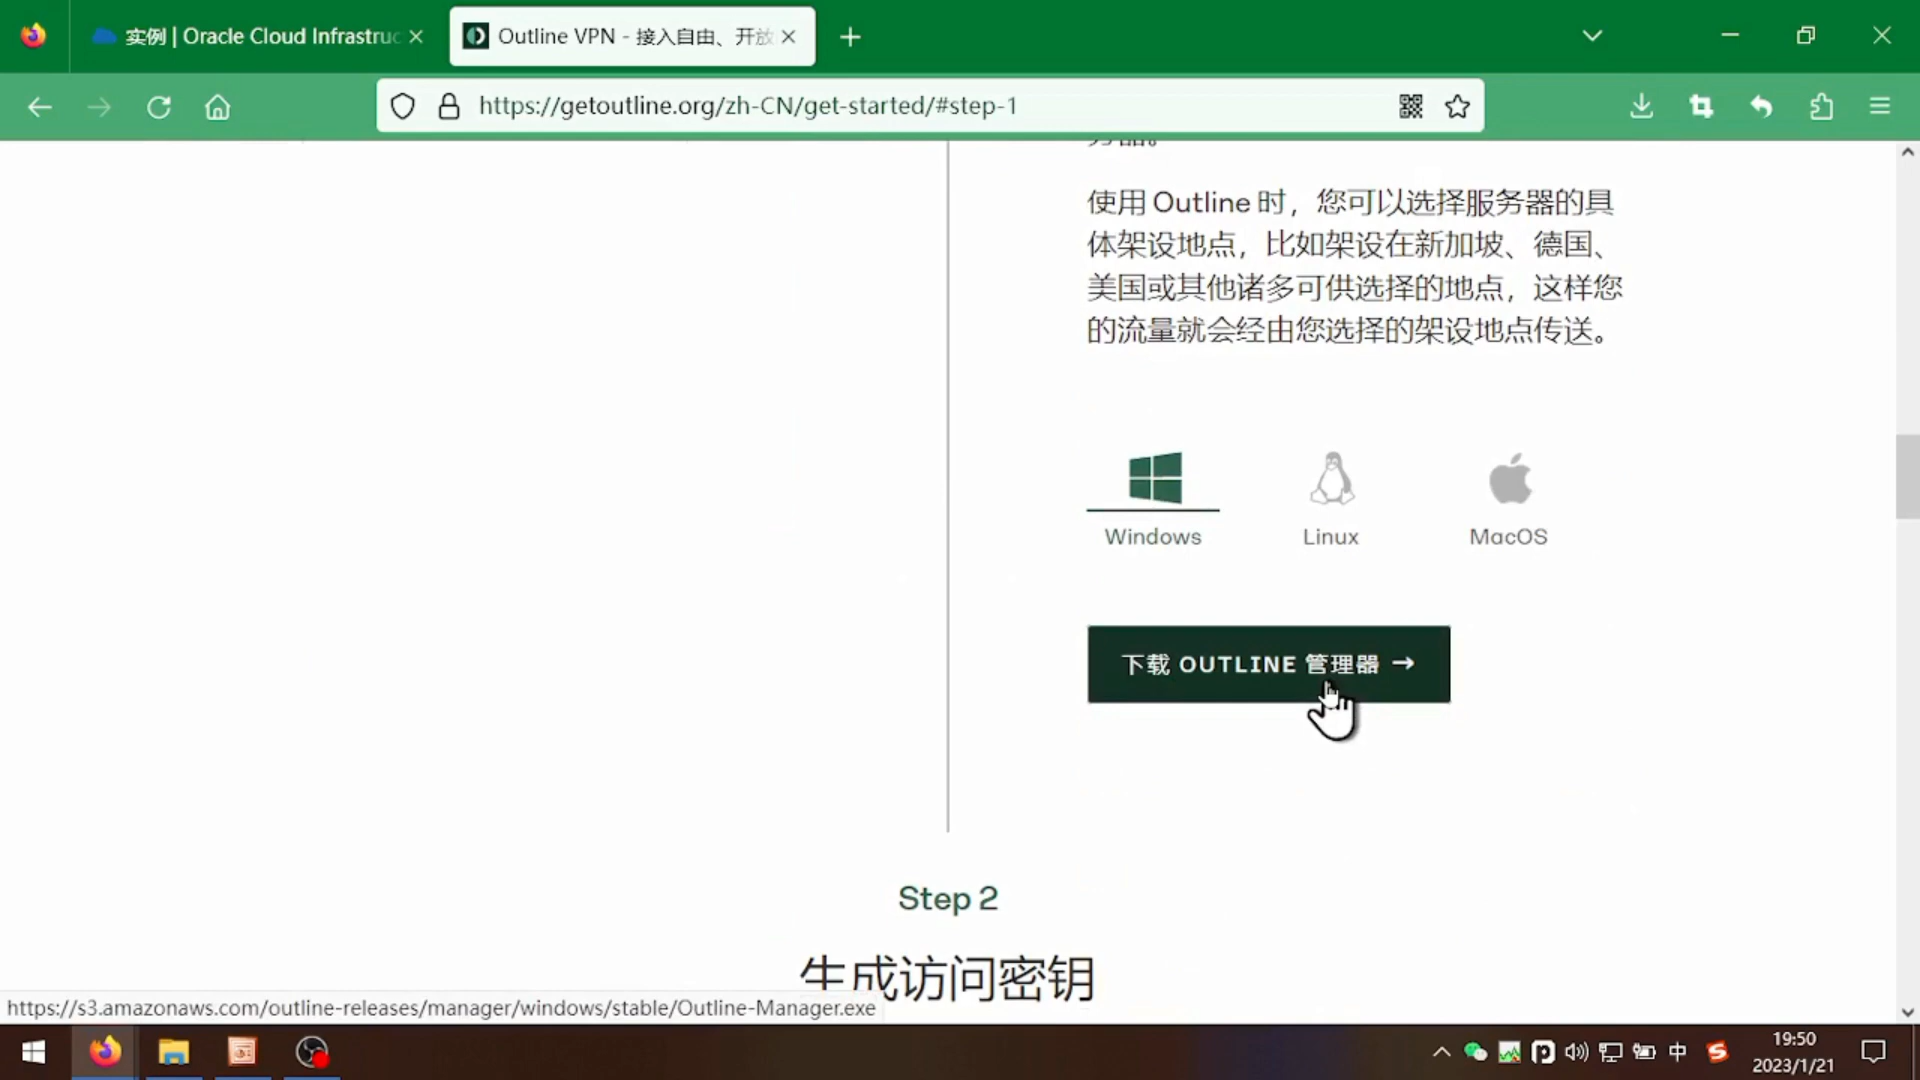 实例 | Oracle Cloud Infrastruc
Outline VPN - 接入自由、开放
https://getoutline.org/zh-CN/get-started/#step-1
使用 Outline 时，您可以选择服务器的具
体架设地点，比如架设在新加坡、德国、
美国或其他诸多可供选择的地点，这样您
的流量就会经由您选择的架设地点传送。
Windows
Linux
MacOS
下载 OUTLINE 管理器 →
Step 2
生成访问密钥
https://s3.amazonaws.com/outline-releases/manager/windows/stable/Outline-Manager.exe
中
19:50
2023/1/21